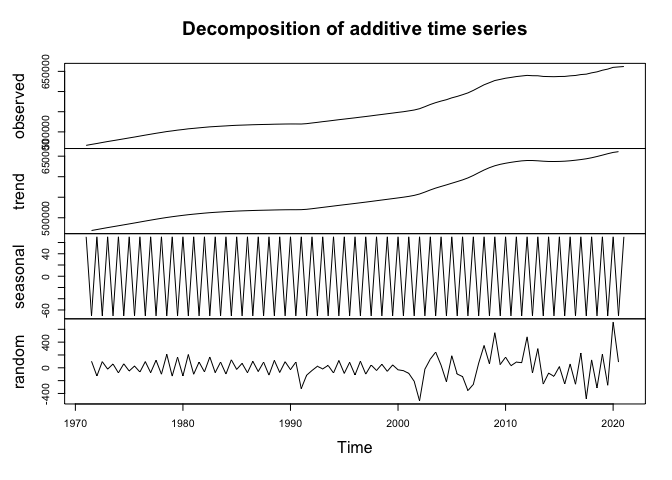 Decomposition of additive time series
observed
500000
650000
trend
500000
650000
seasonal
-60
0
40
random
-400
0
400
1970 1980 1990 2000 2010 2020
Time